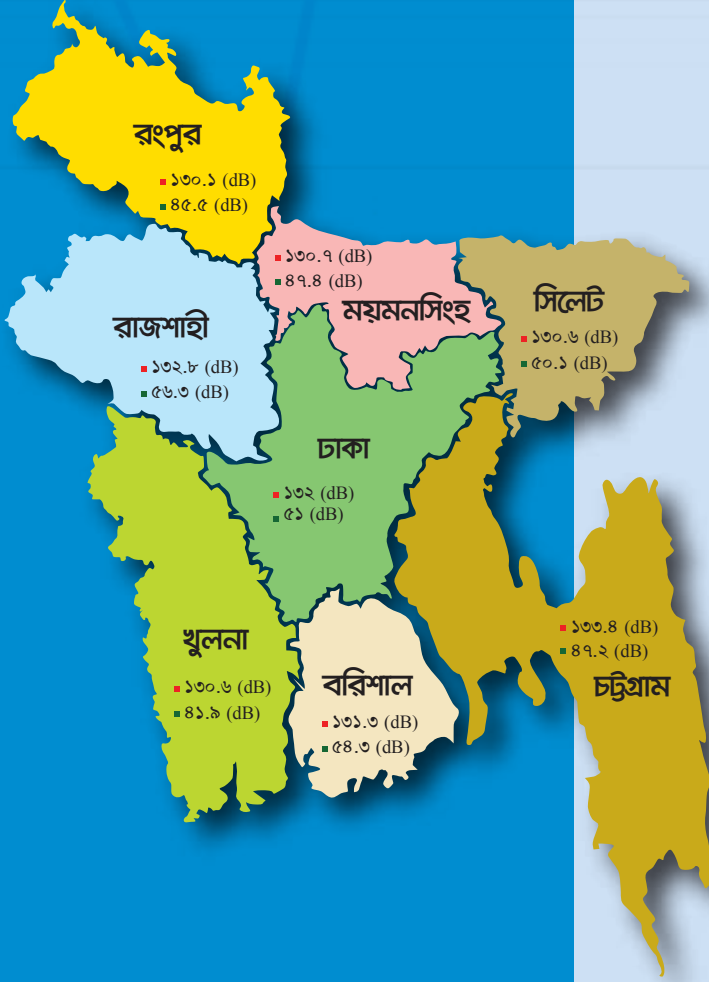 রংপুর
১৩০.১ (dB)
৪৫.৫ (dB)
১৩০.৭ (dB)
৪৭.৪ (dB)
ময়মনসিংহ
সিলেট
১৩০.৬ (dB)
৫০.১ (dB)
রাজশাহী
১৩২.৮ (dB)
৫৬.৩ (dB)
ঢাকা
১৩২ (dB)
৫১ (dB)
খুলনা
১৩০.৬ (dB)
৪১.৯ (dB)
বরিশাল
১৩১.৩ (dB)
৫৪.৩ (dB)
১৩৩.৪ (dB)
৪৭.২ (dB)
চট্টগ্রাম